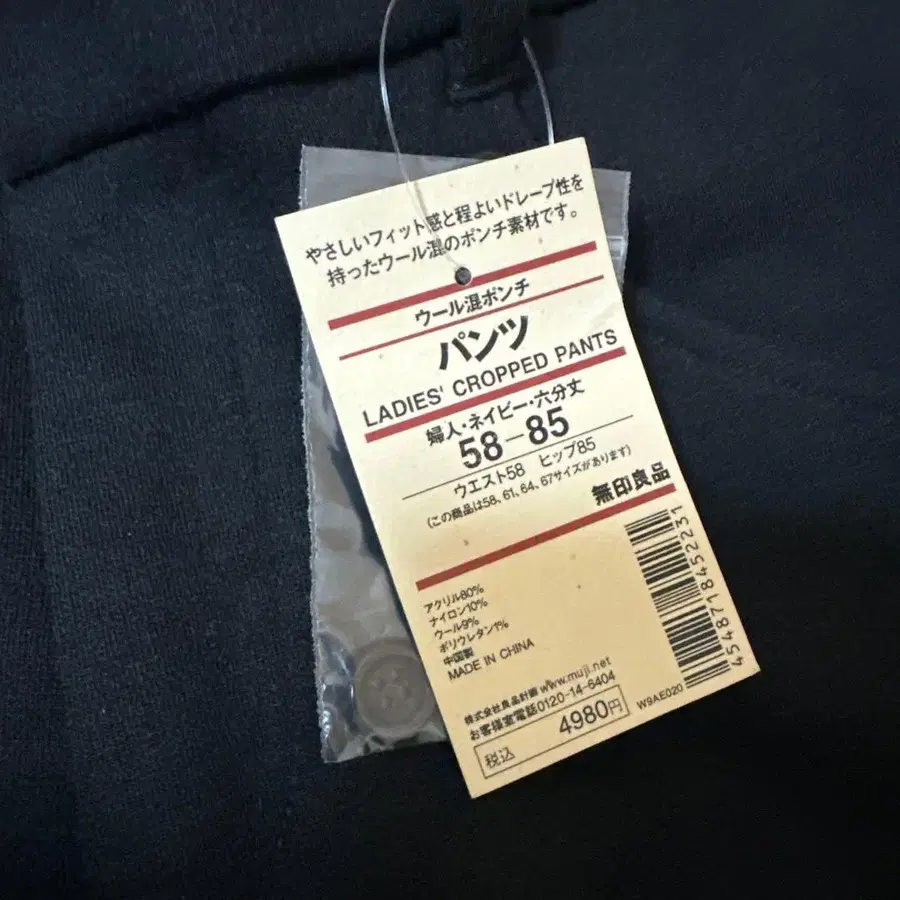 やさしいフィット感と程よいドレープ性を
持ったウール混のポンチ素材です。
ウール混ポンチ
パンツ
LADIES' CROPPED PANTS
婦人・ネイビー・六分丈
58-85
ウエスト58 ヒップ85
(この商品は58、61、64、67サイズがあります)
無印良品
アクリル80%
ナイロン10%
ウール9%
ポリウレタン1%
中国製
MADE IN CHINA
株式会社良品計画 www.muji.net
お客様室電話0120-14-6404
税込 4980円
W9AE020
4548718452231